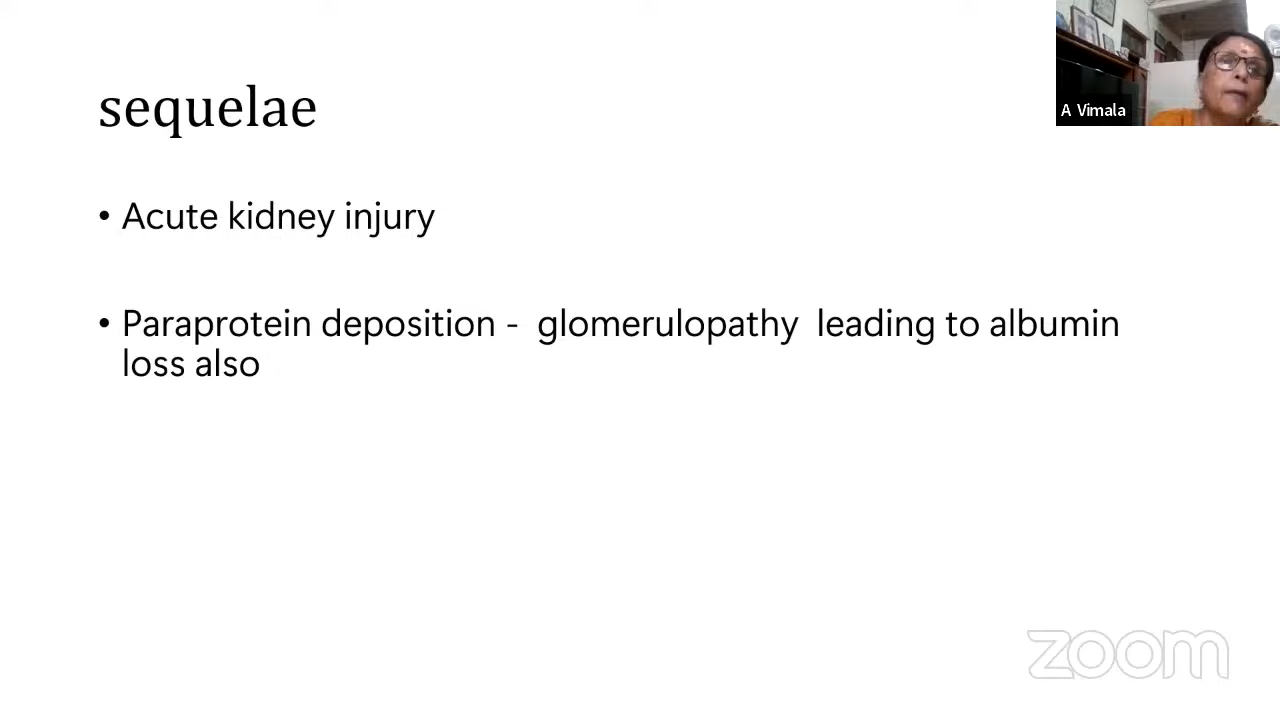 sequelae
A Vimala
• Acute kidney injury
• Paraprotein deposition - glomerulopathy leading to albumin
loss also
zoom